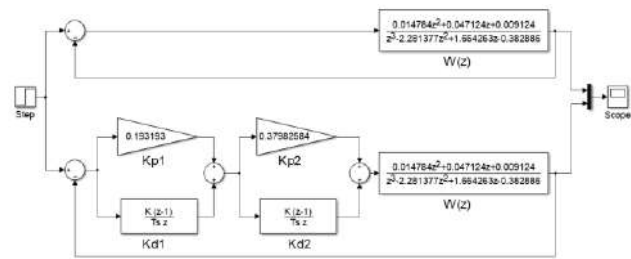 0.014784z²+0.047124z+0.009124
z³-2.281377z²+1.664263z-0.382886
W(z)
Step
Scope
0.193193
Kp1
0.37982584
Kp2
0.014784z²+0.047124z+0.009124
z³-2.281377z²+1.664263z-0.382886
W(z)
K (z-1)
Ts z
Kd1
K (z-1)
Ts z
Kd2